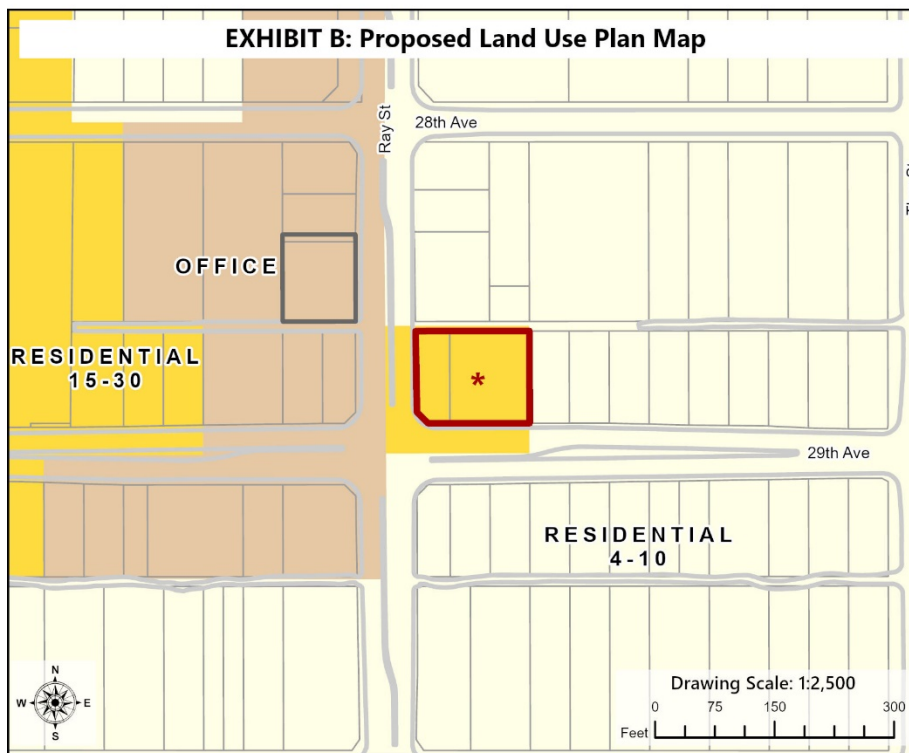 EXHIBIT B: Proposed Land Use Plan Map
Ray St
28th Ave
OFFICE
RESIDENTIAL
15-30
*
29th Ave
RESIDENTIAL
4-10
N
W E
S
Drawing Scale: 1:2,500
0 75 150 300
Feet